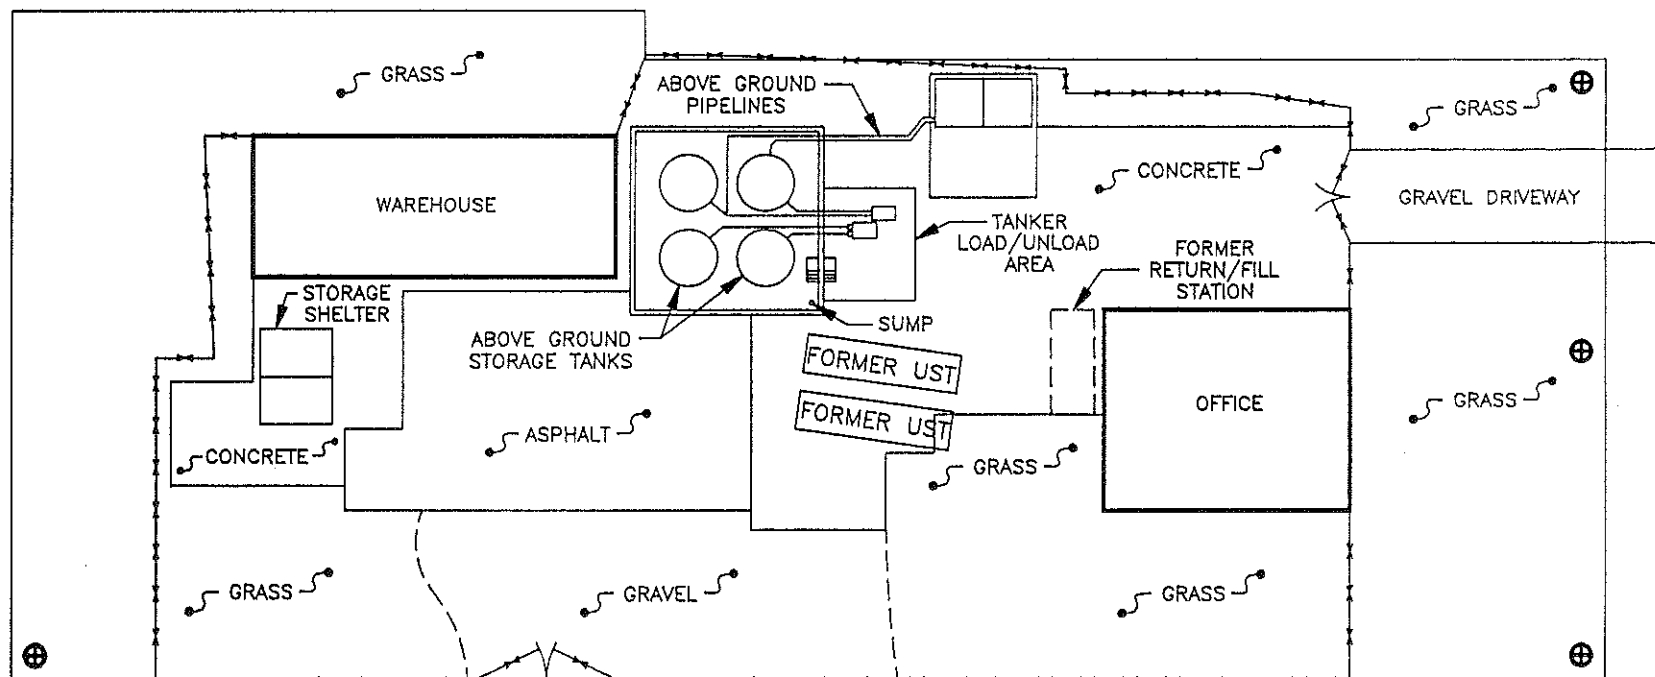 GRASS
ABOVE GROUND
PIPELINES
GRASS
CONCRETE
WAREHOUSE
GRAVEL DRIVEWAY
TANKER
LOAD/UNLOAD
AREA
FORMER
RETURN/FILL
STATION
STORAGE
SHELTER
SUMP
ABOVE GROUND
STORAGE TANKS
FORMER UST
FORMER UST
OFFICE
GRASS
ASPHALT
CONCRETE
GRASS
GRASS
GRAVEL
GRASS